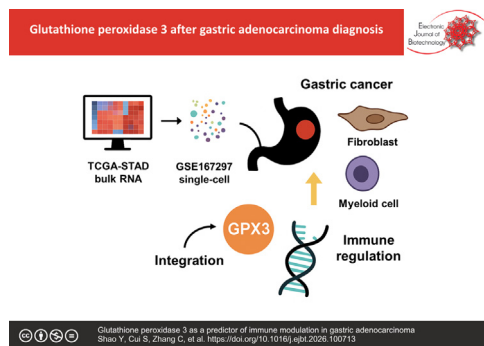 Glutathione peroxidase 3 after gastric adenocarcinoma diagnosis
Electronic
Journal of
Biotechnology
Gastric cancer
TCGA-STAD
bulk RNA
GSE167297
single-cell
Fibroblast
Myeloid cell
GPX3
Integration
Immune
regulation
cc
Glutathione peroxidase 3 as a predictor of immune modulation in gastric adenocarcinoma
Shao Y, Cui S, Zhang C, et al. https://doi.org/10.1016/j.ejbt.2026.100713